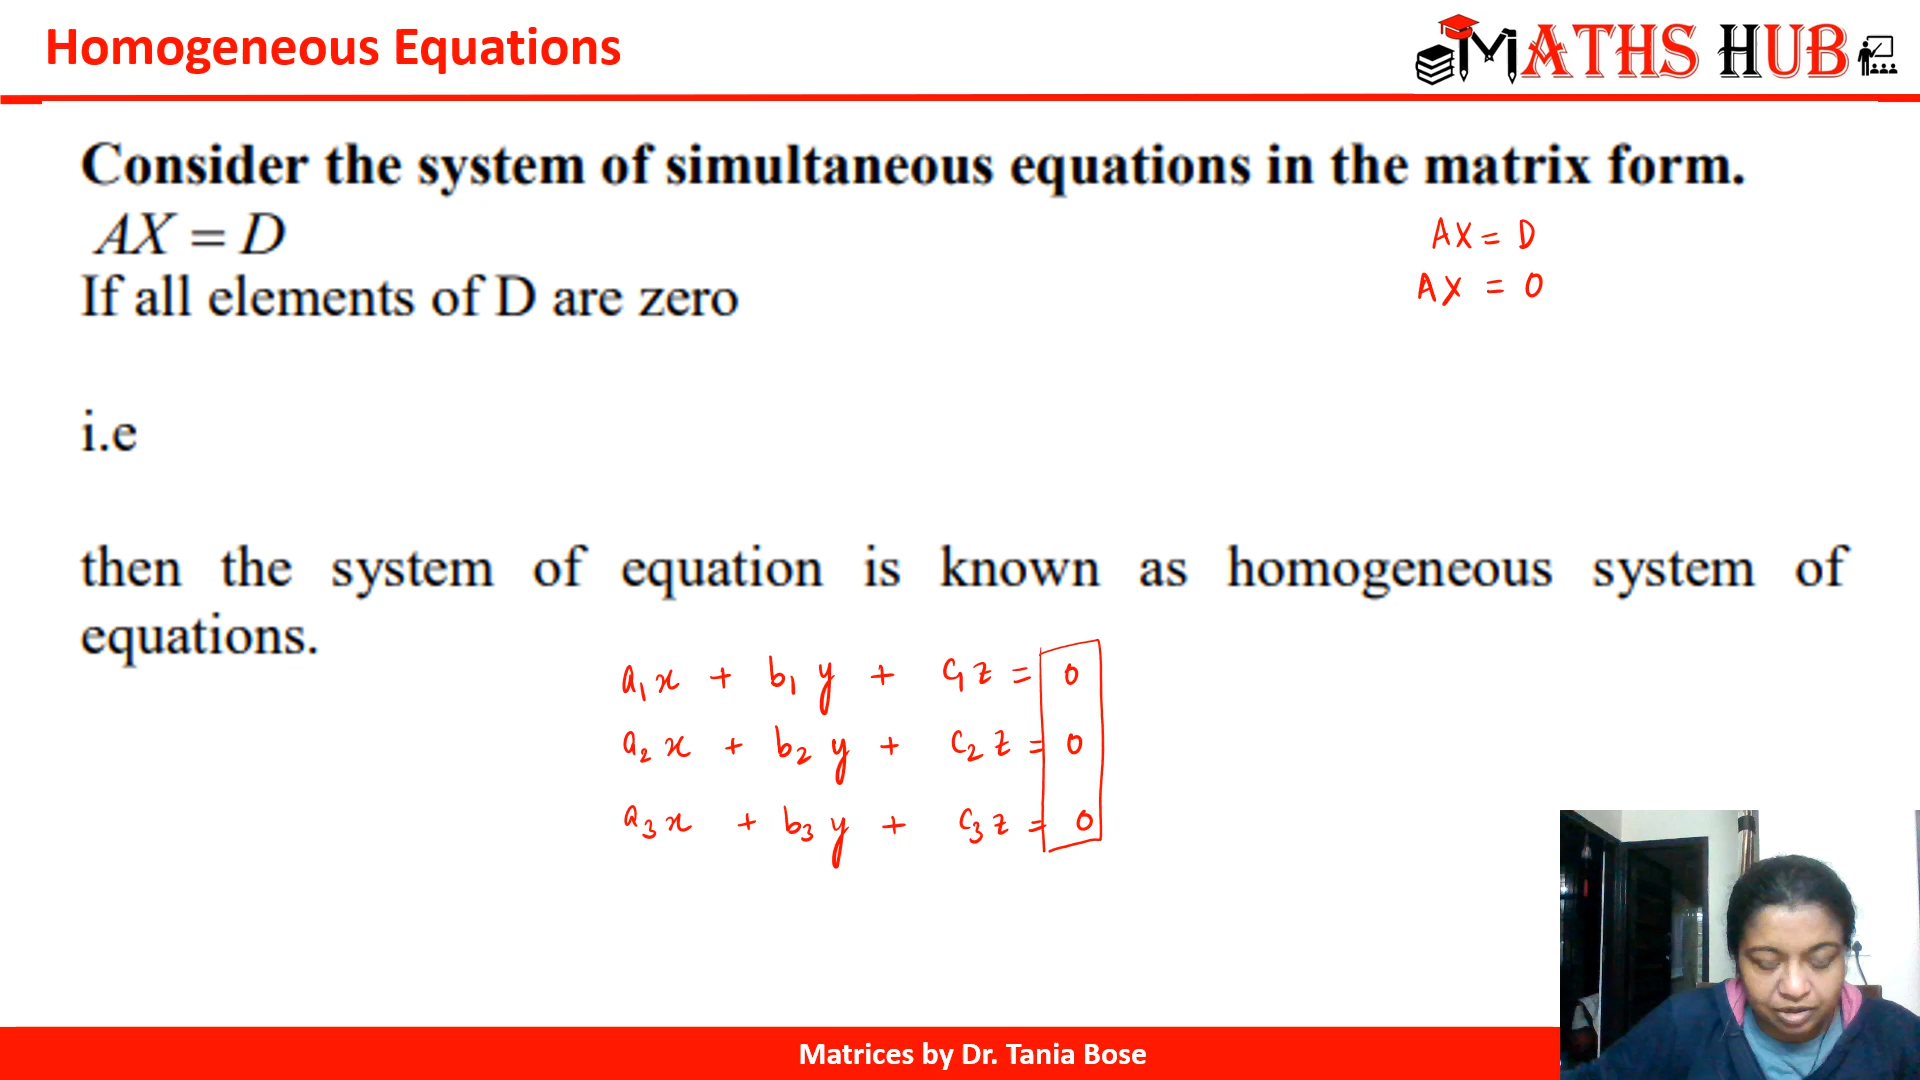 Homogeneous Equations
MATHS HUB
Consider the system of simultaneous equations in the matrix form.
AX = D
AX = D
If all elements of D are zero
AX = 0
i.e
then the system of equation is known as homogeneous system of
equations.
a₁x + b₁y + c₁z = 0
a₂x + b₂y + c₂z = 0
a₃x + b₃y + c₃z = 0
Matrices by Dr. Tania Bose